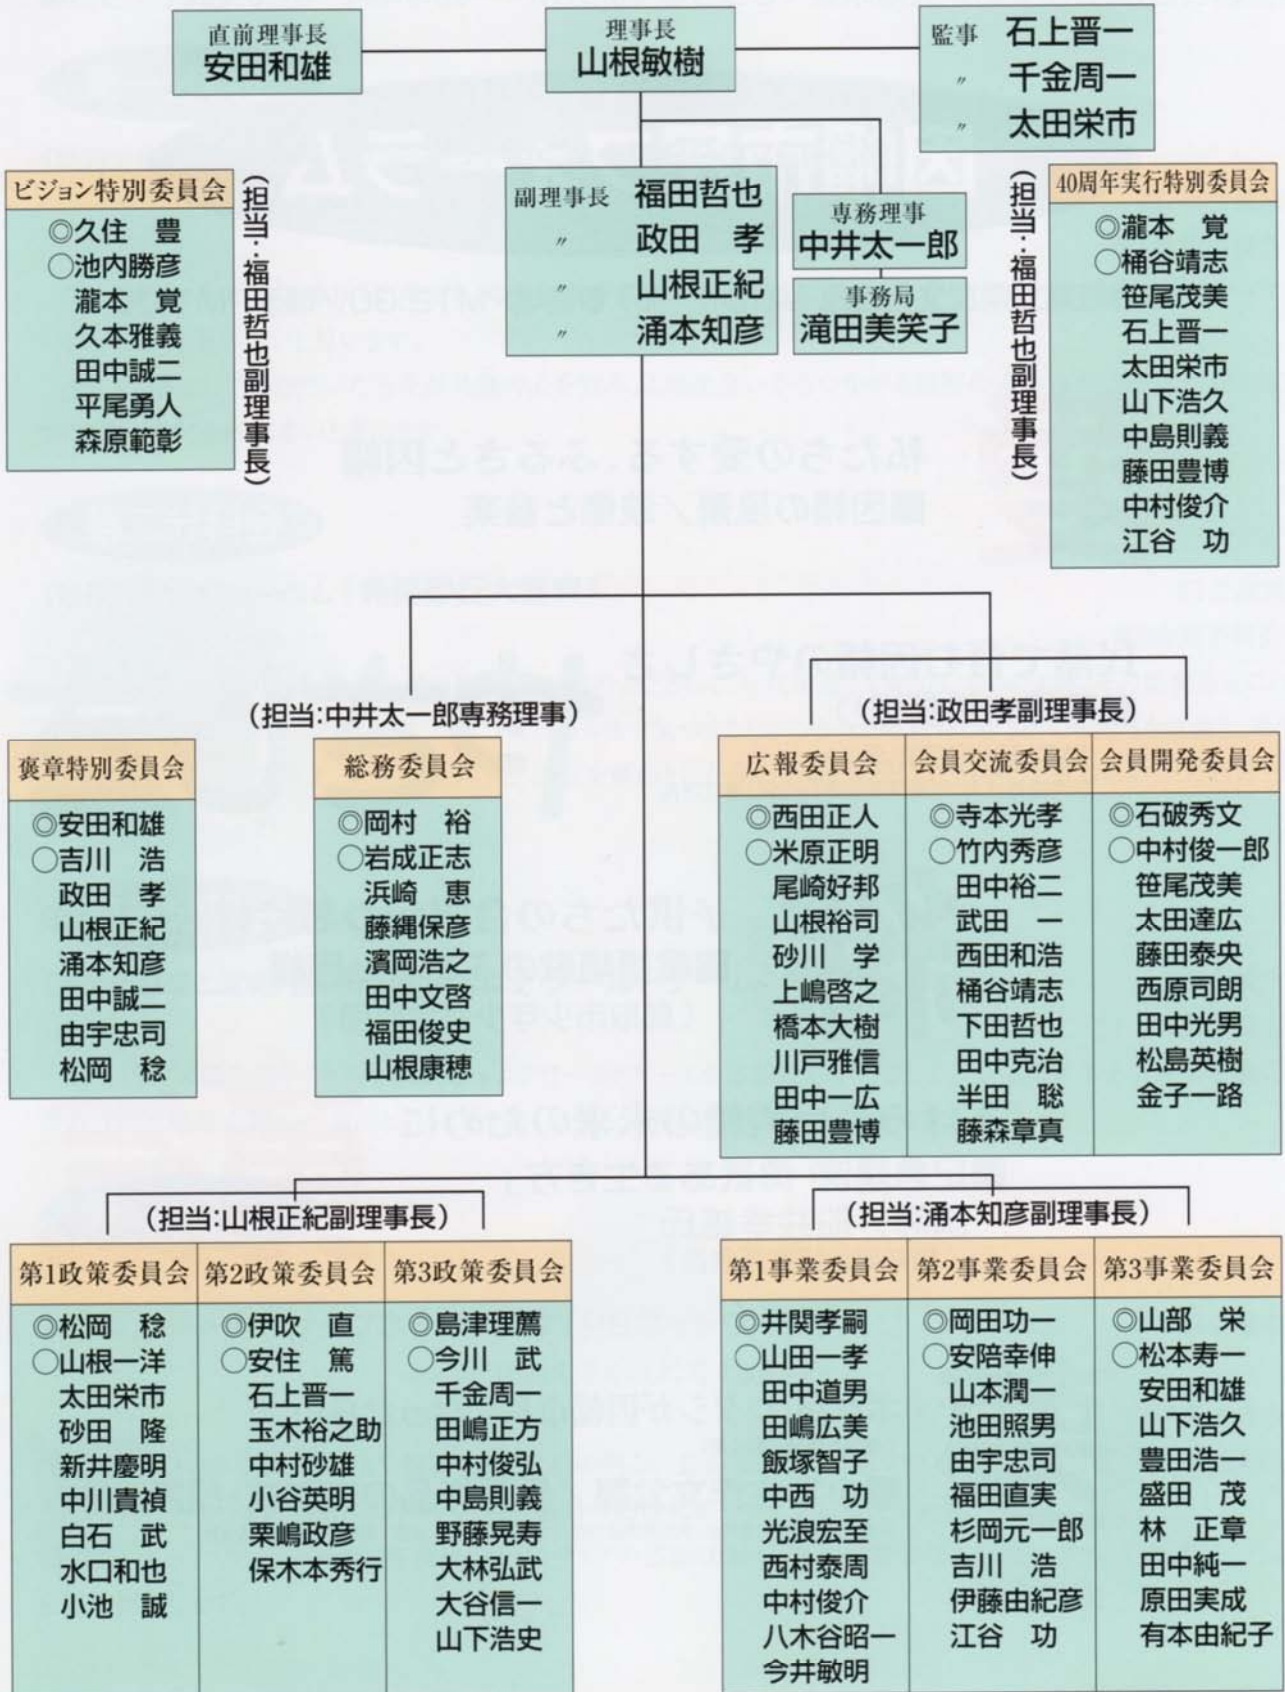 直前理事長
安田和雄
理事長
山根敏樹
監事 石上晋一
〃 千金周一
〃 太田栄市
ビジョン特別委員会
◎久住 豊
○池内勝彦
瀧本 覚
久本雅義
田中誠二
平尾勇人
森原範彰
(担当:福田哲也副理事長)
副理事長 福田哲也
〃 政田 孝
〃 山根正紀
〃 涌本知彦
専務理事
中井太一郎
事務局
滝田美笑子
(担当:福田哲也副理事長)
40周年実行特別委員会
◎瀧本 覚
○桶谷靖志
笹尾茂美
石上晋一
太田栄市
山下浩久
中島則義
藤田豊博
中村俊介
江谷 功
(担当:中井太一郎専務理事)
褒章特別委員会
◎安田和雄
○吉川 浩
政田 孝
山根正紀
涌本知彦
田中誠二
由宇忠司
松岡 稔
総務委員会
◎岡村 裕
○岩成正志
浜崎 恵
藤縄保彦
濱岡浩之
田中文啓
福田俊史
山根康穂
(担当:政田孝副理事長)
広報委員会
◎西田正人
○米原正明
尾崎好邦
山根裕司
砂川 学
上嶋啓之
橋本大樹
川戸雅信
田中一広
藤田豊博
会員交流委員会
◎寺本光孝
○竹内秀彦
田中裕二
武田 一
西田和浩
桶谷靖志
下田哲也
田中克治
半田 聡
藤森章真
会員開発委員会
◎石破秀文
○中村俊一郎
笹尾茂美
太田達広
藤田泰央
西原司朗
田中光男
松島英樹
金子一路
(担当:山根正紀副理事長)
第1政策委員会
◎松岡 稔
○山根一洋
太田栄市
砂田 隆
新井慶明
中川貴禎
白石 武
水口和也
小池 誠
第2政策委員会
◎伊吹 直
○安住 篤
石上晋一
玉木裕之助
中村砂雄
小谷英明
栗嶋政彦
保木本秀行
第3政策委員会
◎島津理薫
○今川 武
千金周一
田嶋正方
中村俊弘
中島則義
野藤晃寿
大林弘武
大谷信一
山下浩史
(担当:涌本知彦副理事長)
第1事業委員会
◎井関孝嗣
○山田一孝
田中道男
田嶋広美
飯塚智子
中西 功
光浪宏至
西村泰周
中村俊介
八木谷昭一
今井敏明
第2事業委員会
◎岡田功一
○安陪幸伸
山本潤一
池田照男
由宇忠司
福田直実
杉岡元一郎
吉川 浩
伊藤由紀彦
江谷 功
第3事業委員会
◎山部 栄
○松本寿一
安田和雄
山下浩久
豊田浩一
盛田 茂
林 正章
田中純一
原田実成
有本由紀子